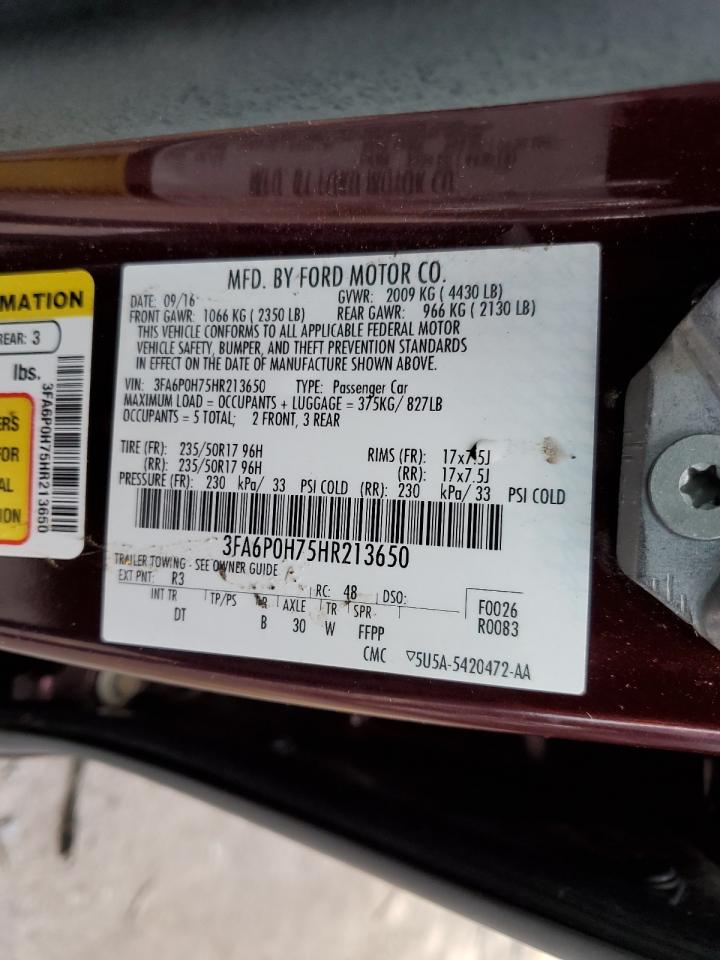 MFD. BY FORD MOTOR CO.
DATE: 09/16 GVWR: 2009 KG ( 4430 LB)
FRONT GAWR: 1066 KG ( 2350 LB) REAR GAWR: 966 KG ( 2130 LB)
THIS VEHICLE CONFORMS TO ALL APPLICABLE FEDERAL MOTOR
VEHICLE SAFETY, BUMPER, AND THEFT PREVENTION STANDARDS
IN EFFECT ON THE DATE OF MANUFACTURE SHOWN ABOVE.
VIN: 3FA6P0H75HR213650 TYPE: Passenger Car
MAXIMUM LOAD = OCCUPANTS + LUGGAGE = 375KG/ 827LB
OCCUPANTS = 5 TOTAL; 2 FRONT, 3 REAR
TIRE (FR): 235/50R17 96H RIMS (FR): 17x7.5J
(RR): 235/50R17 96H (RR): 17x7.5J
PRESSURE (FR): 230 kPa/ 33 PSI COLD (RR): 230 kPa/ 33 PSI COLD
3FA6P0H75HR213650
TRAILER TOWING - SEE OWNER GUIDE
EXT PNT: R3 RC: 48 DSO:
INT TR TP/PS R AXLE TR SPR
DT B 30 W FFPP
F0026
R0083
CMC ▽5U5A-5420472-AA
RMATION
REAR: 3
lbs.
ERS
FOR
AL
TION
3FA6P0H75HR213650